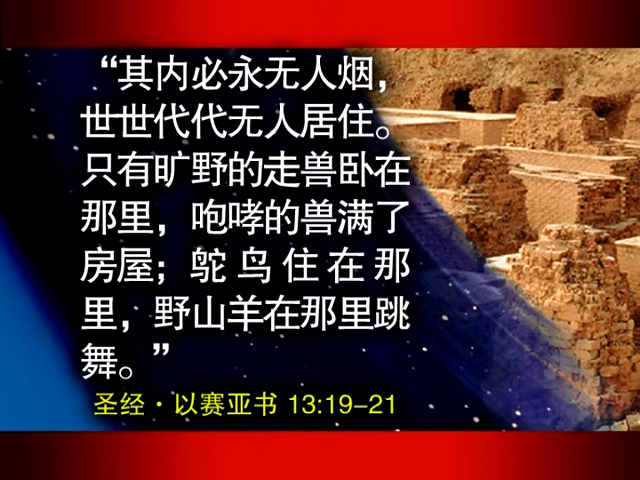 “其内必永无人烟，
世世代代无人居住。
只有旷野的走兽卧在
那里，咆哮的兽满了
房屋；鸵鸟住在那
里，野山羊在那里跳
舞。”
圣经·以赛亚书 13:19-21